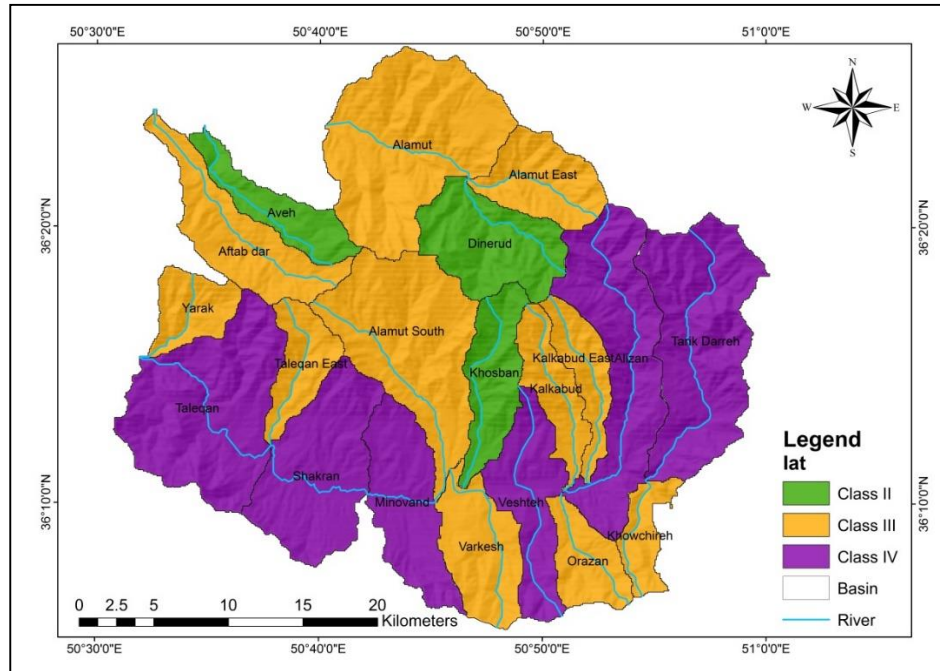 50°30'0"E
50°40'0"E
50°50'0"E
51°0'0"E
N
W
E
S
Alamut
Alamut East
36°20'0"N
36°20'0"N
Aveh
Aftab dar
Dinerud
Yarak
Alamut South
Taleqan East
Khosban
Kalkabud East
Alizan
Tarik Darreh
Kalkabud
Taleqan
Shakran
Minovand
Veshteh
36°10'0"N
36°10'0"N
Varkesh
Orazan
Khowchireh
Legend
lat
Class II
Class III
Class IV
Basin
River
0 2.5 5 10 15 20
Kilometers
50°30'0"E
50°40'0"E
50°50'0"E
51°0'0"E